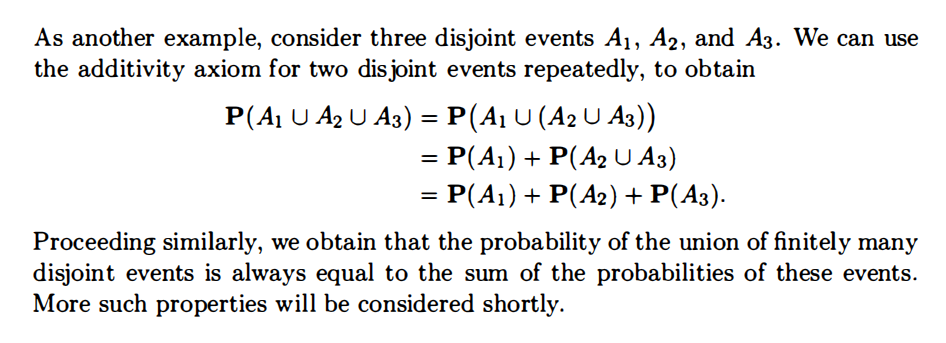 As another example, consider three disjoint events A₁, A₂, and A₃. We can use
the additivity axiom for two disjoint events repeatedly, to obtain
P(A₁ ∪ A₂ ∪ A₃) = P(A₁ ∪ (A₂ ∪ A₃))
= P(A₁) + P(A₂ ∪ A₃)
= P(A₁) + P(A₂) + P(A₃).
Proceeding similarly, we obtain that the probability of the union of finitely many
disjoint events is always equal to the sum of the probabilities of these events.
More such properties will be considered shortly.